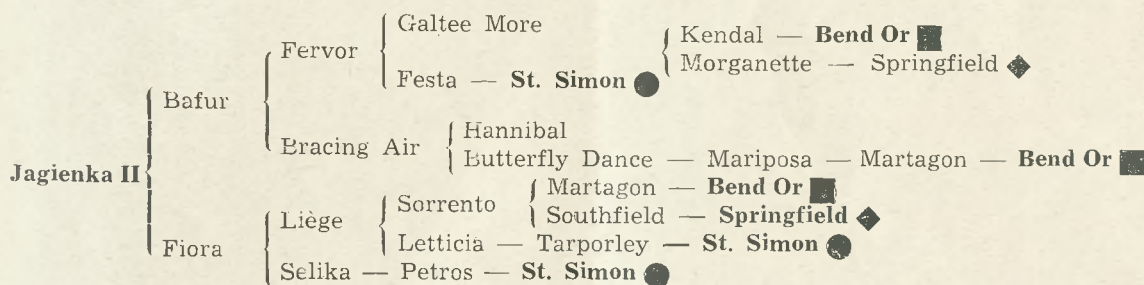 Galtee More
Kendal — Bend Or ■
Fervor
Morganette — Springfield ◆
Festa — St. Simon ●
Bafur
Hannibal
Bracing Air
Butterfly Dance — Mariposa — Martagon — Bend Or ■
Jagienka II
Martagon — Bend Or ■
Sorrento
Liège
Southfield — Springfield ◆
Fiora
Letticia — Tarporley — St. Simon ●
Selika — Petros — St. Simon ●